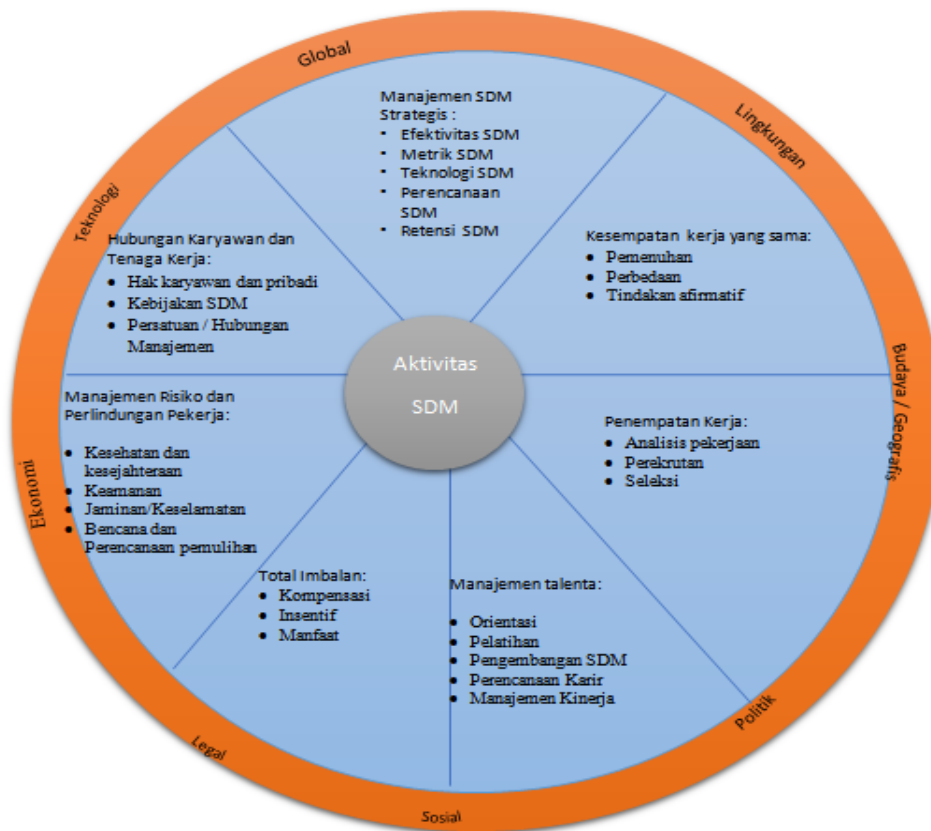 Global
Lingkungan
Teknologi
Manajemen SDM
Strategis :
▪ Efektivitas SDM
▪ Metrik SDM
▪ Teknologi SDM
▪ Perencanaan
SDM
▪ Retensi SDM
Kesempatan kerja yang sama:
• Pemenuhan
• Perbedaan
• Tindakan afirmatif
Hubungan Karyawan dan
Tenaga Kerja:
• Hak karyawan dan pribadi
• Kebijakan SDM
• Persatuan / Hubungan
Manajemen
Aktivitas
SDM
Budaya / Geografis
Manajemen Risiko dan
Perlindungan Pekerja:
• Kesehatan dan
kesejahteraan
• Keamanan
• Jaminan/Keselamatan
• Bencana dan
Perencanaan pemulihan
Penempatan Kerja:
• Analisis pekerjaan
• Perekrutan
• Seleksi
Ekonomi
Total Imbalan:
• Kompensasi
• Insentif
• Manfaat
Manajemen talenta:
• Orientasi
• Pelatihan
• Pengembangan SDM
• Perencanaan Karir
• Manajemen Kinerja
Politik
Legal
Sosial